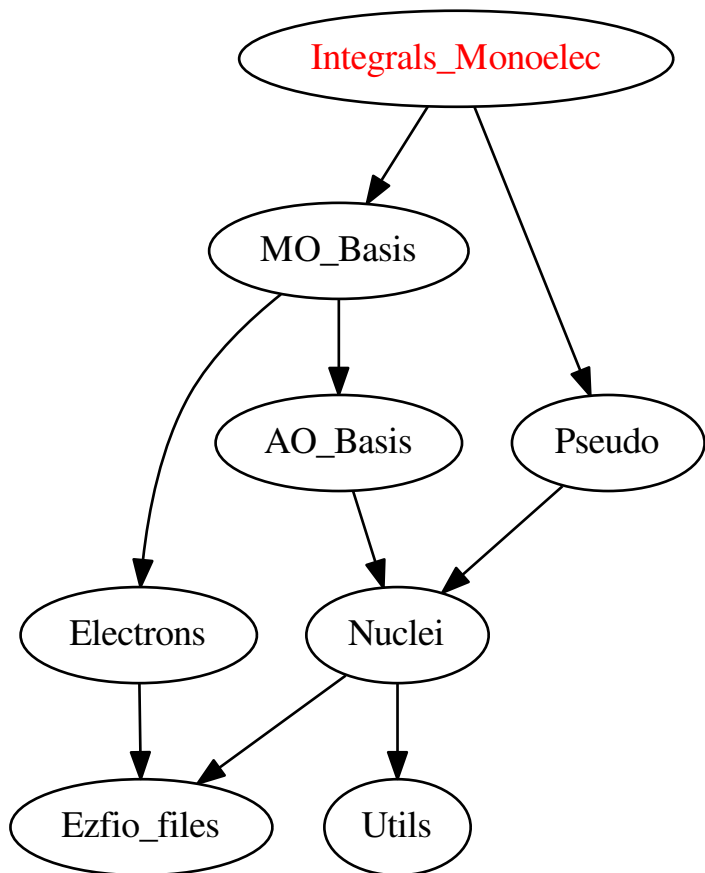 Integrals_Monoelec
MO_Basis
AO_Basis
Pseudo
Electrons
Nuclei
Ezfio_files
Utils